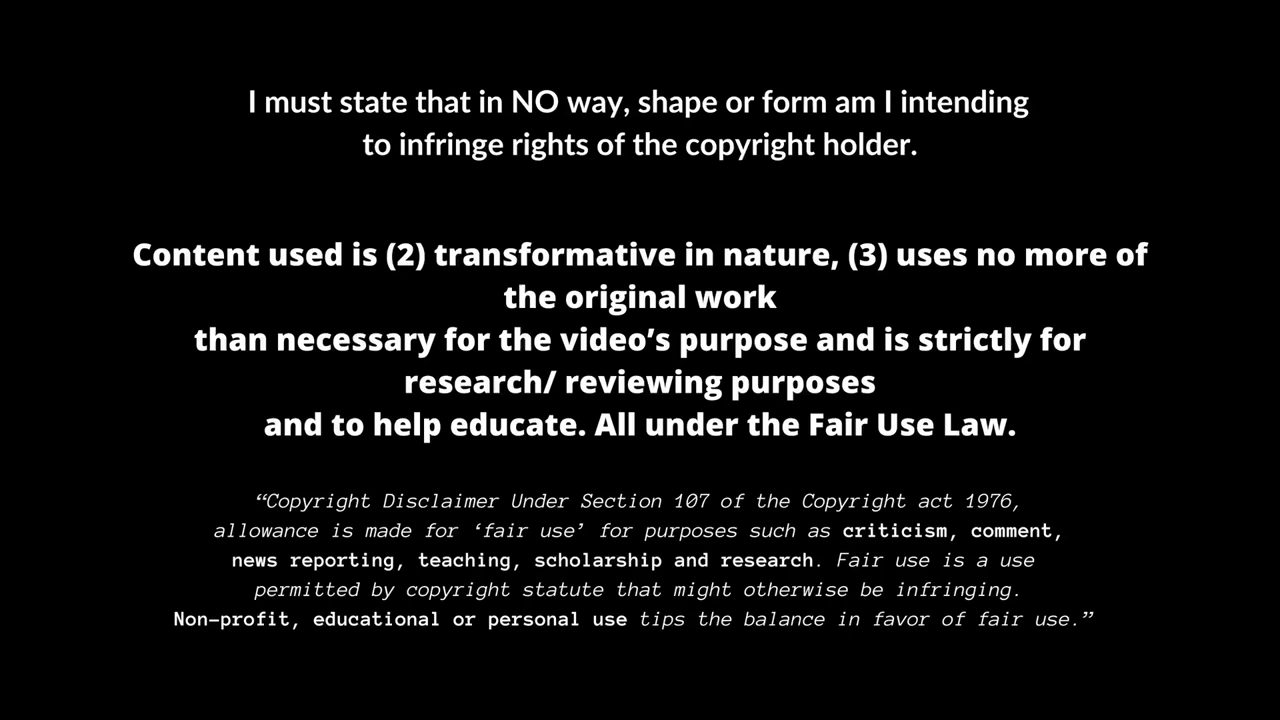 I must state that in NO way, shape or form am I intending
to infringe rights of the copyright holder.
Content used is (2) transformative in nature, (3) uses no more of
the original work
than necessary for the video’s purpose and is strictly for
research/ reviewing purposes
and to help educate. All under the Fair Use Law.
“Copyright Disclaimer Under Section 107 of the Copyright act 1976,
allowance is made for ‘fair use’ for purposes such as criticism, comment,
news reporting, teaching, scholarship and research. Fair use is a use
permitted by copyright statute that might otherwise be infringing.
Non-profit, educational or personal use tips the balance in favor of fair use.”